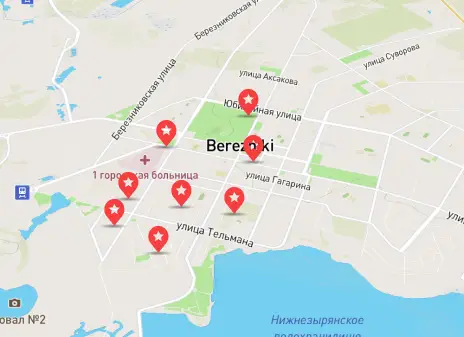 Березниковская улица
улица Суворова
улица Аксакова
Березниковская улица
Юбилейная улица
Berezniki
1 городская больница
улица Гагарина
улица Тельмана
овал №2
Нижнезырянское
водохранилище